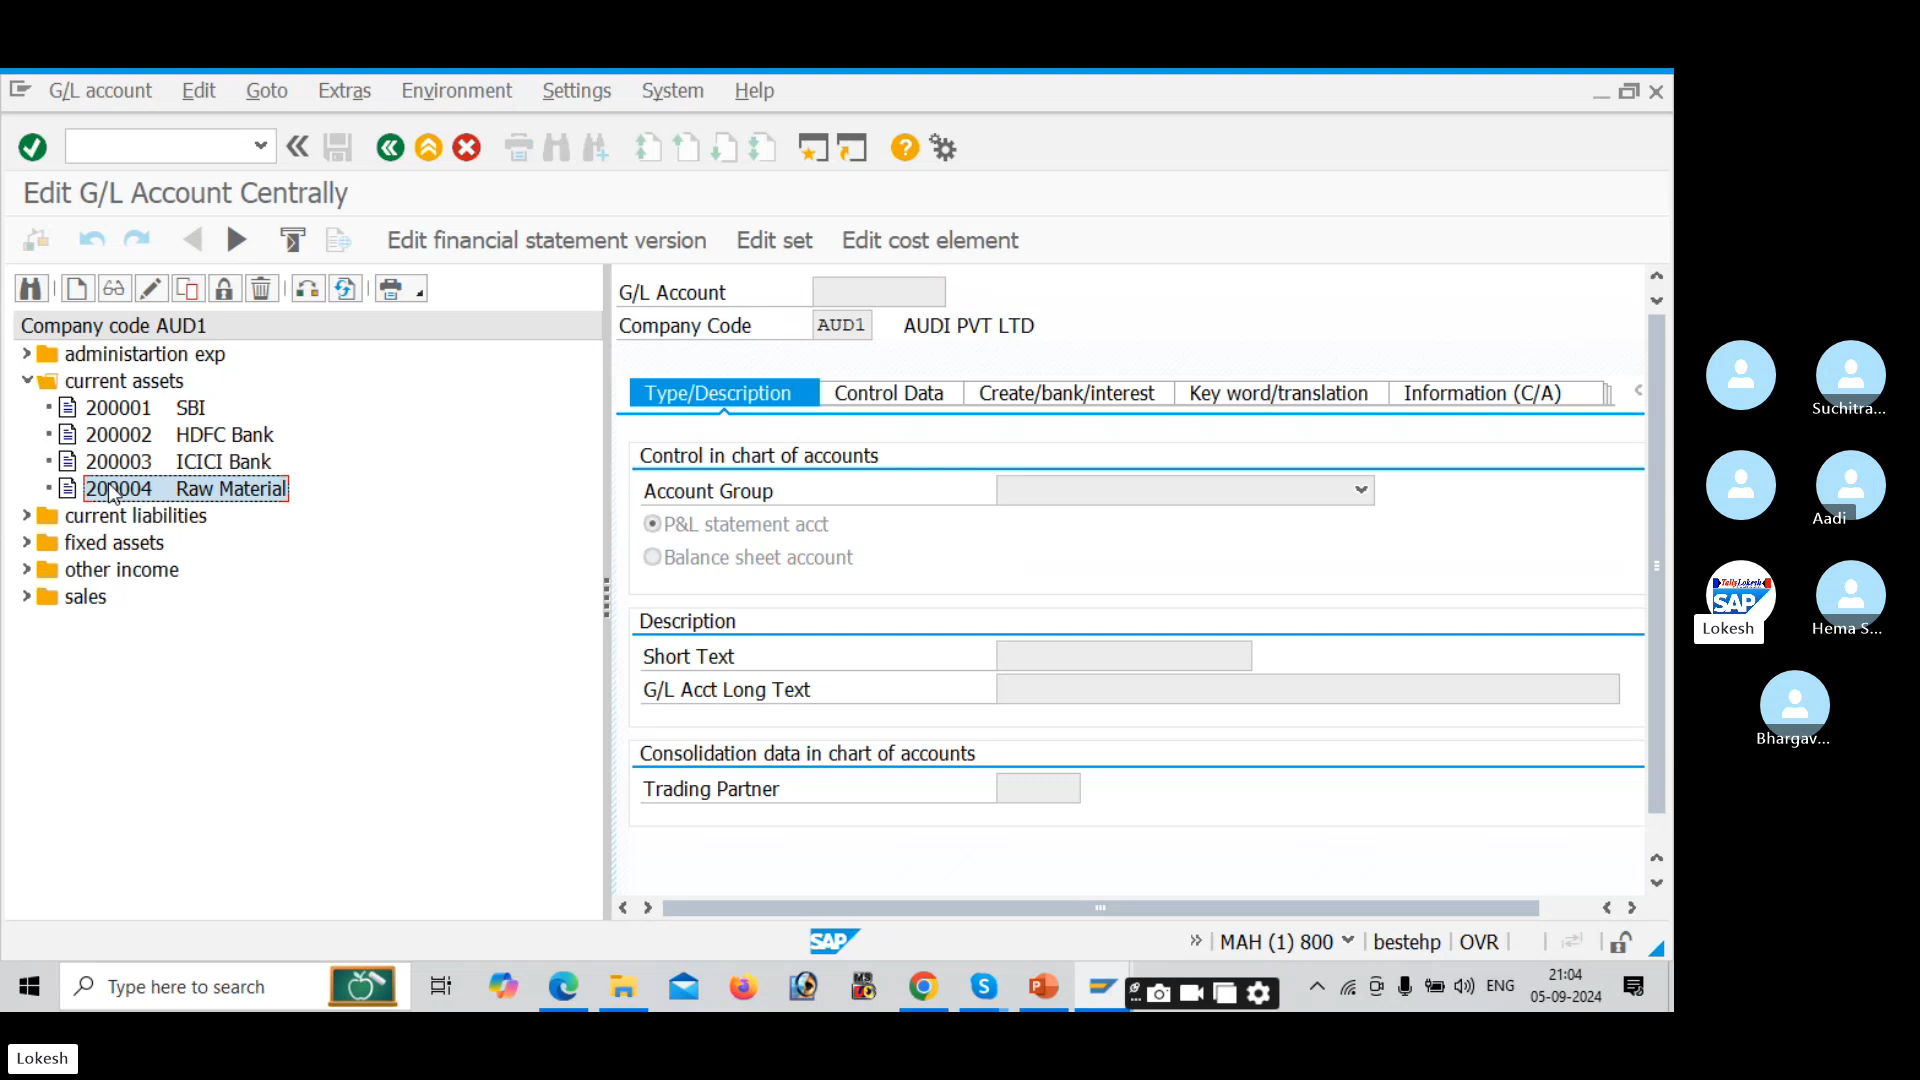 G/L account Edit Goto Extras Environment Settings System Help
Edit G/L Account Centrally
Edit financial statement version Edit set Edit cost element
Company code AUD1
administartion exp
current assets
200001 SBI
200002 HDFC Bank
200003 ICICI Bank
200004 Raw Material
current liabilities
fixed assets
other income
sales
G/L Account
Company Code AUD1 AUDI PVT LTD
Type/Description Control Data Create/bank/interest Key word/translation Information (C/A)
Control in chart of accounts
Account Group
P&L statement acct
Balance sheet account
Description
Short Text
G/L Acct Long Text
Consolidation data in chart of accounts
Trading Partner
SAP
MAH (1) 800 bestehp OVR
Type here to search
ENG
21:04
05-09-2024
Suchitra...
Aadi
TallyLokesh
SAP
Lokesh
Hema S...
Bhargav...
Lokesh